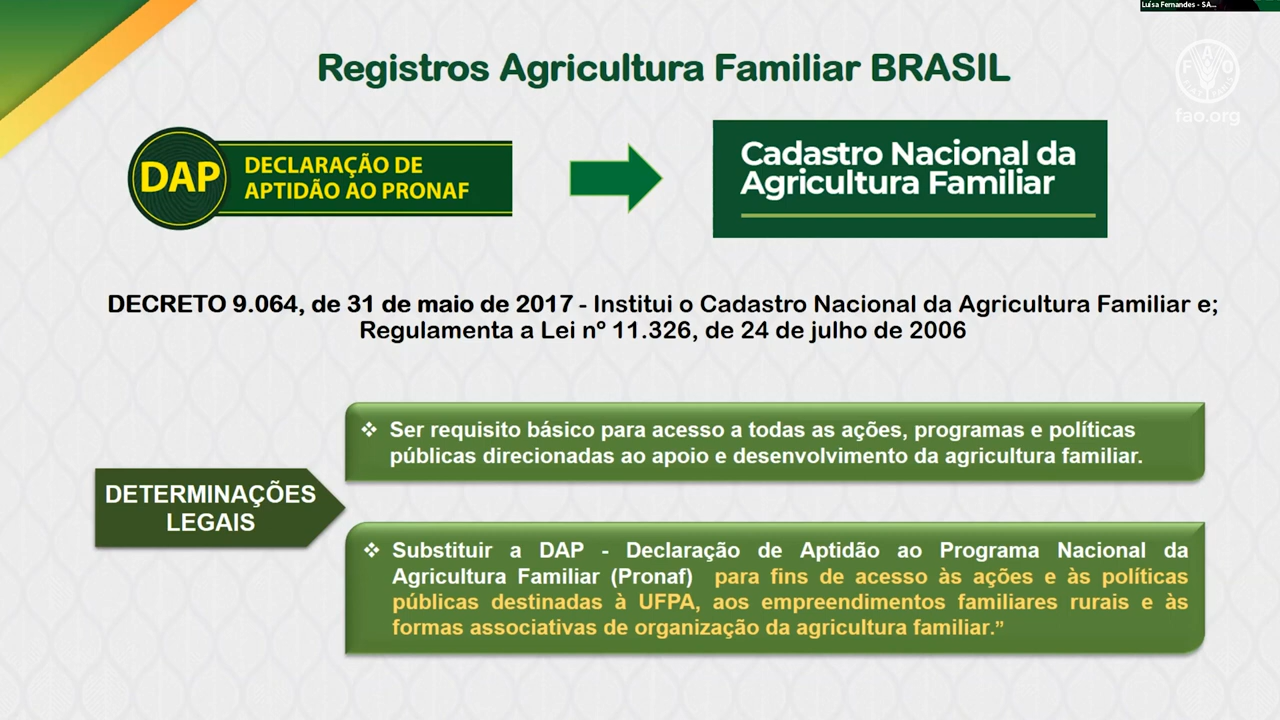 Luísa Fernandes - SA...
Registros Agricultura Familiar BRASIL
FAO
fao.org
DAP
DECLARAÇÃO DE
APTIDÃO AO PRONAF
Cadastro Nacional da
Agricultura Familiar
DECRETO 9.064, de 31 de maio de 2017 - Institui o Cadastro Nacional da Agricultura Familiar e;
Regulamenta a Lei nº 11.326, de 24 de julho de 2006
❖ Ser requisito básico para acesso a todas as ações, programas e políticas
públicas direcionadas ao apoio e desenvolvimento da agricultura familiar.
DETERMINAÇÕES
LEGAIS
❖ Substituir a DAP - Declaração de Aptidão ao Programa Nacional da
Agricultura Familiar (Pronaf) para fins de acesso às ações e às políticas
públicas destinadas à UFPA, aos empreendimentos familiares rurais e às
formas associativas de organização da agricultura familiar.”